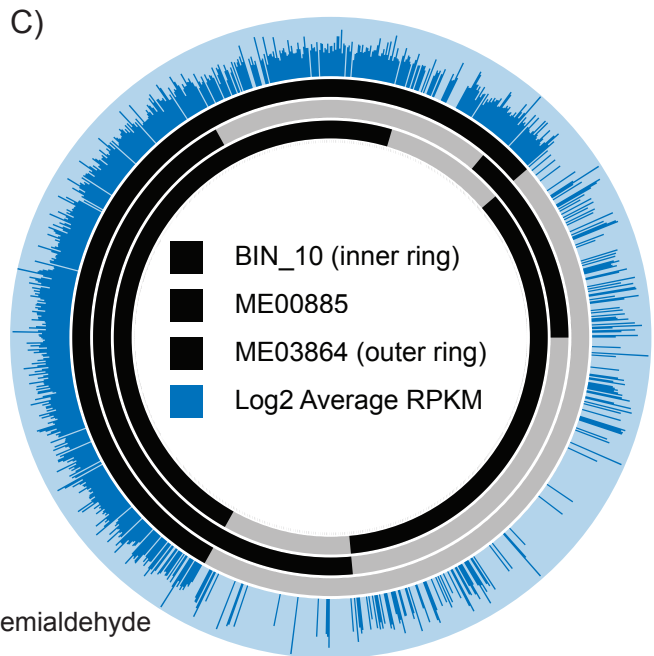 C)
BIN_10 (inner ring)
ME00885
ME03864 (outer ring)
Log2 Average RPKM
emialdehyde